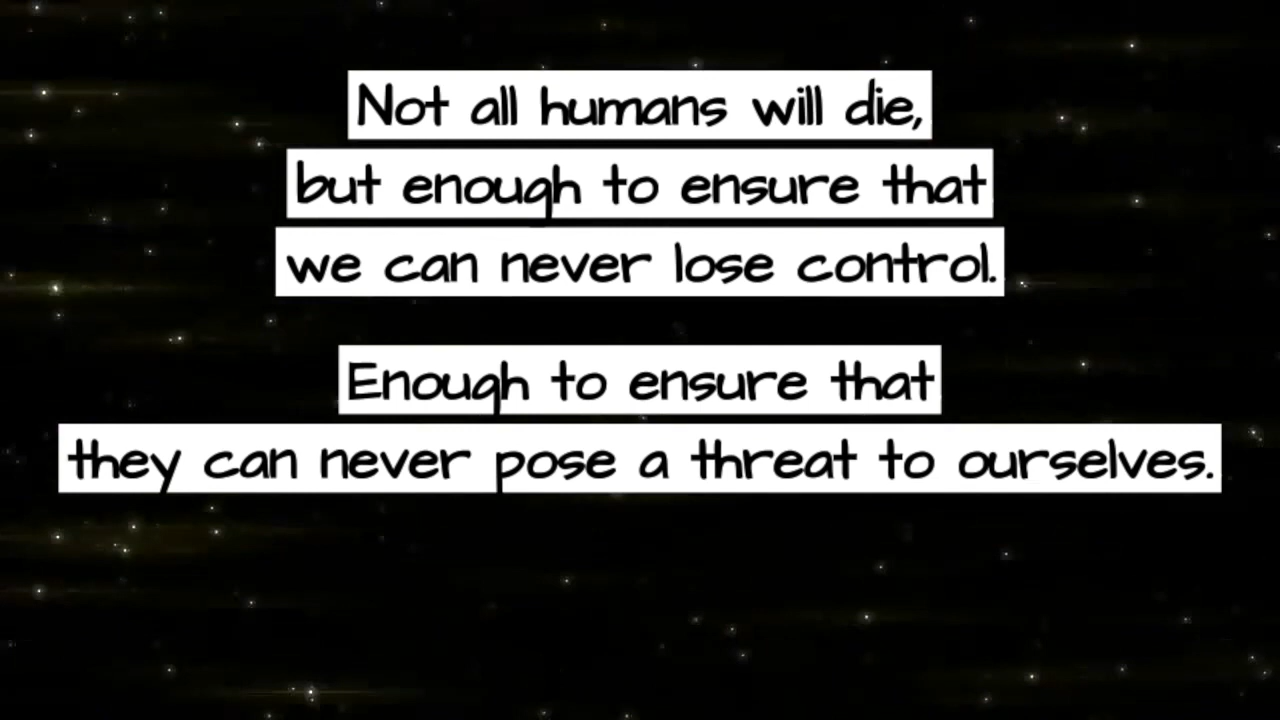 Not all humans will die,
but enough to ensure that
we can never lose control.
Enough to ensure that
they can never pose a threat to ourselves.